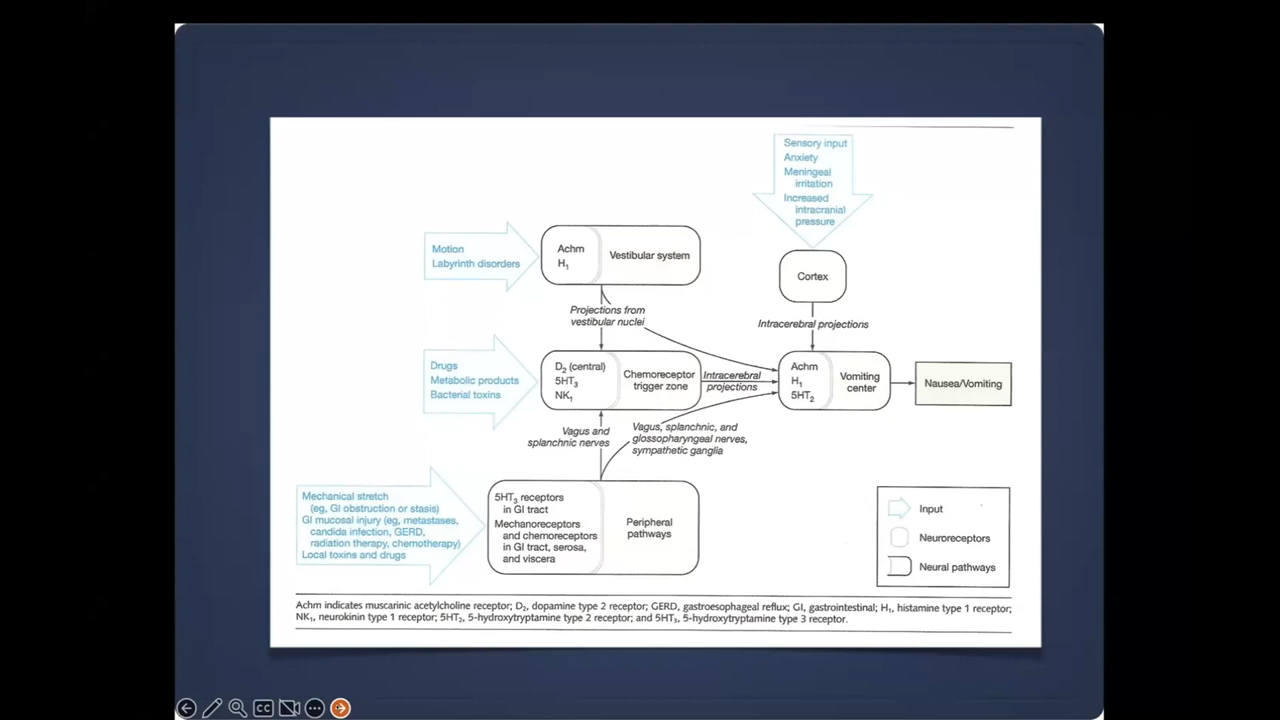 Sensory input
Anxiety
Meningeal
irritation
Increased
intracranial
pressure
Motion
Labyrinth disorders
Achm
H1
Vestibular system
Cortex
Projections from
vestibular nuclei
Intracerebral projections
Drugs
Metabolic products
Bacterial toxins
D2 (central)
5HT3
NK1
Chemoreceptor
trigger zone
Intracerebral
projections
Achm
H1
5HT2
Vomiting
center
Nausea/Vomiting
Vagus and
splanchnic nerves
Vagus, splanchnic, and
glossopharyngeal nerves,
sympathetic ganglia
Mechanical stretch
(eg, GI obstruction or stasis)
GI mucosal injury (eg, metastases,
candida infection, GERD,
radiation therapy, chemotherapy)
Local toxins and drugs
5HT3 receptors
in GI tract
Mechanoreceptors
and chemoreceptors
in GI tract, serosa,
and viscera
Peripheral
pathways
Input
Neuroreceptors
Neural pathways
Achm indicates muscarinic acetylcholine receptor; D2, dopamine type 2 receptor; GERD, gastroesophageal reflux; GI, gastrointestinal; H1, histamine type 1 receptor;
NK1, neurokinin type 1 receptor; 5HT2, 5-hydroxytryptamine type 2 receptor; and 5HT3, 5-hydroxytryptamine type 3 receptor.
CC